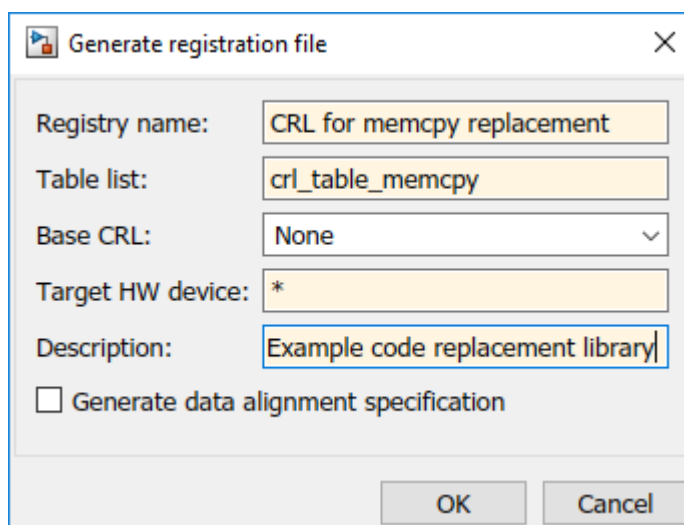 Generate registration file
Registry name: CRL for memcpy replacement
Table list: crl_table_memcpy
Base CRL: None
Target HW device: *
Description: Example code replacement library
Generate data alignment specification
OK Cancel